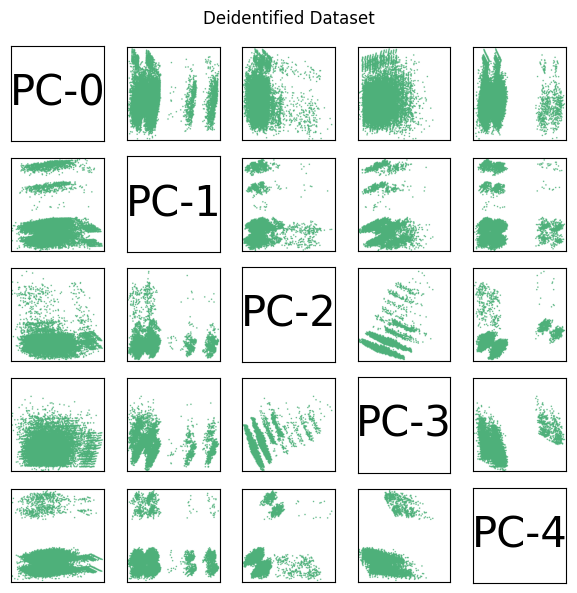 Deidentified Dataset
PC-0
PC-1
PC-2
PC-3
PC-4